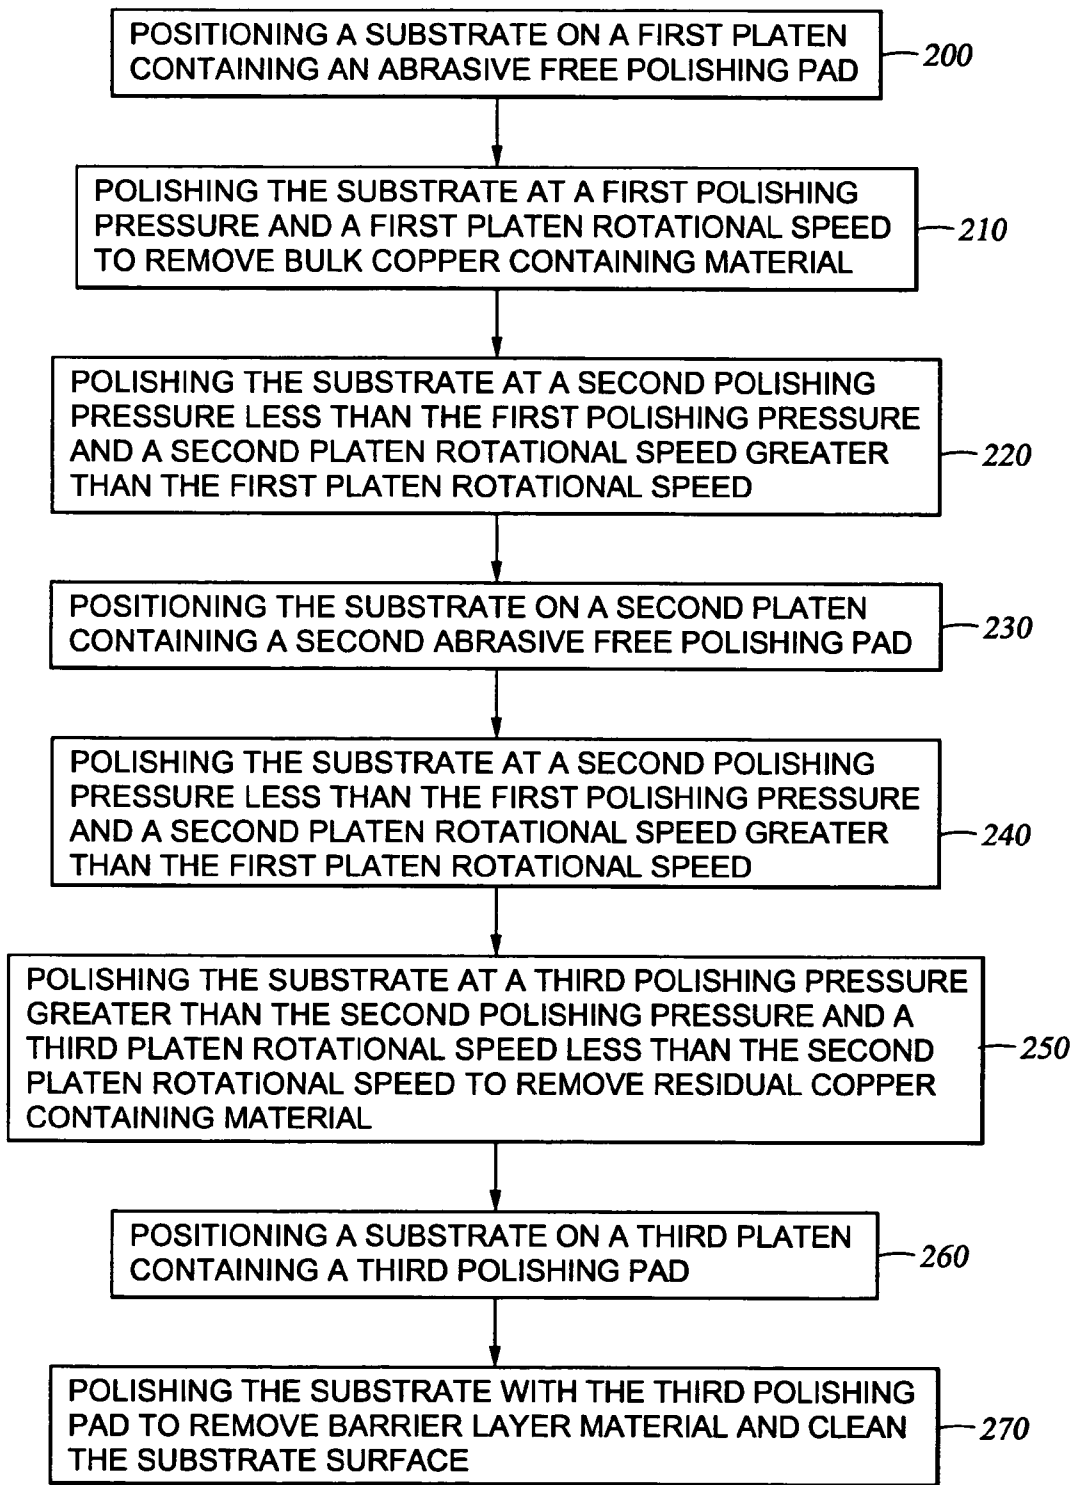 POSITIONING A SUBSTRATE ON A FIRST PLATEN
CONTAINING AN ABRASIVE FREE POLISHING PAD
200
POLISHING THE SUBSTRATE AT A FIRST POLISHING
PRESSURE AND A FIRST PLATEN ROTATIONAL SPEED
TO REMOVE BULK COPPER CONTAINING MATERIAL
210
POLISHING THE SUBSTRATE AT A SECOND POLISHING
PRESSURE LESS THAN THE FIRST POLISHING PRESSURE
AND A SECOND PLATEN ROTATIONAL SPEED GREATER
THAN THE FIRST PLATEN ROTATIONAL SPEED
220
POSITIONING THE SUBSTRATE ON A SECOND PLATEN
CONTAINING A SECOND ABRASIVE FREE POLISHING PAD
230
POLISHING THE SUBSTRATE AT A SECOND POLISHING
PRESSURE LESS THAN THE FIRST POLISHING PRESSURE
AND A SECOND PLATEN ROTATIONAL SPEED GREATER
THAN THE FIRST PLATEN ROTATIONAL SPEED
240
POLISHING THE SUBSTRATE AT A THIRD POLISHING PRESSURE
GREATER THAN THE SECOND POLISHING PRESSURE AND A
THIRD PLATEN ROTATIONAL SPEED LESS THAN THE SECOND
PLATEN ROTATIONAL SPEED TO REMOVE RESIDUAL COPPER
CONTAINING MATERIAL
250
POSITIONING A SUBSTRATE ON A THIRD PLATEN
CONTAINING A THIRD POLISHING PAD
260
POLISHING THE SUBSTRATE WITH THE THIRD POLISHING
PAD TO REMOVE BARRIER LAYER MATERIAL AND CLEAN
THE SUBSTRATE SURFACE
270